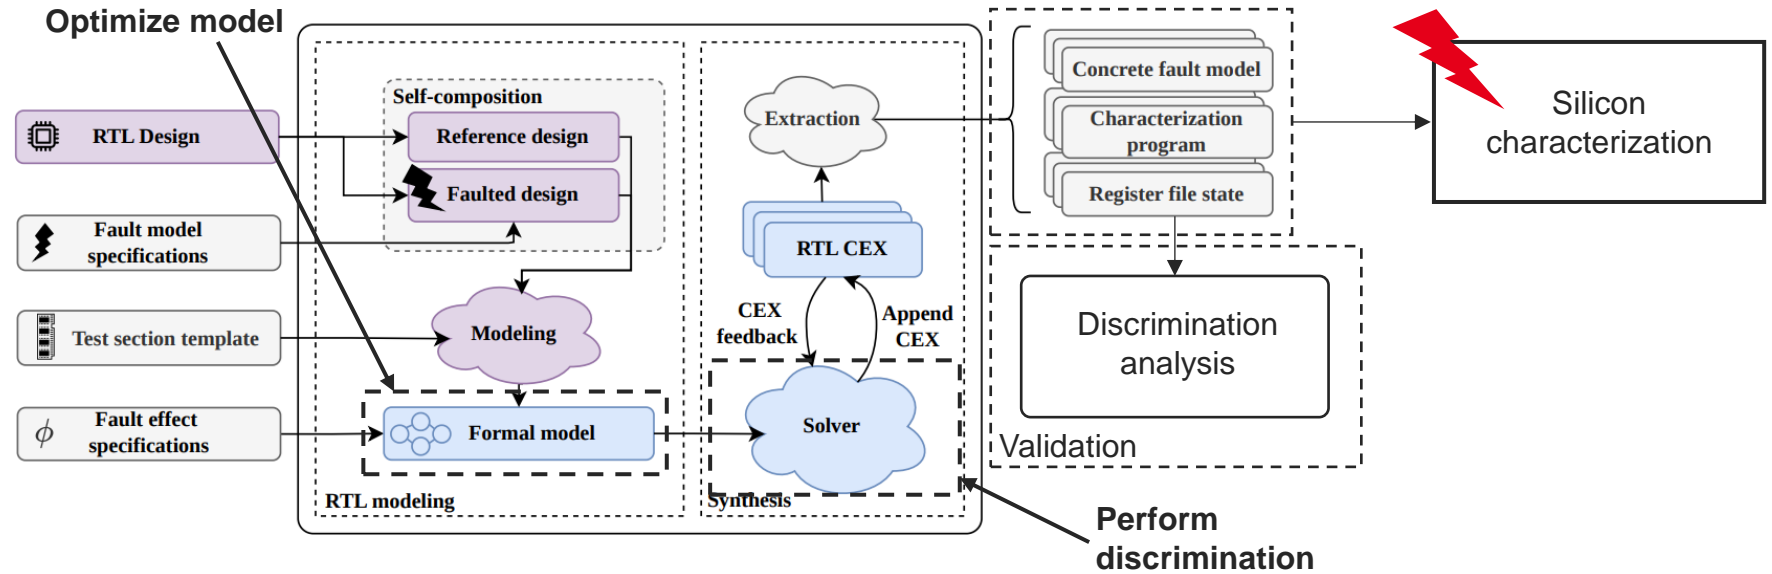 Optimize model
RTL Design
Fault model
specifications
Test section template
ϕ
Fault effect
specifications
Self-composition
Reference design
Faulted design
Modeling
Formal model
RTL modeling
Extraction
RTL CEX
CEX
feedback
Append
CEX
Solver
Synthesis
Concrete fault model
Characterization
program
Register file state
Discrimination
analysis
Validation
Perform
discrimination
Silicon
characterization